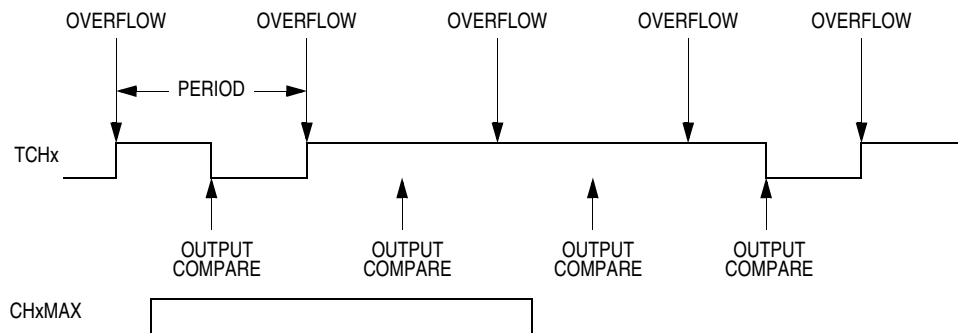 OVERFLOW OVERFLOW OVERFLOW OVERFLOW OVERFLOW
PERIOD
TCHx
OUTPUT OUTPUT OUTPUT OUTPUT
COMPARE COMPARE COMPARE COMPARE
CHxMAX